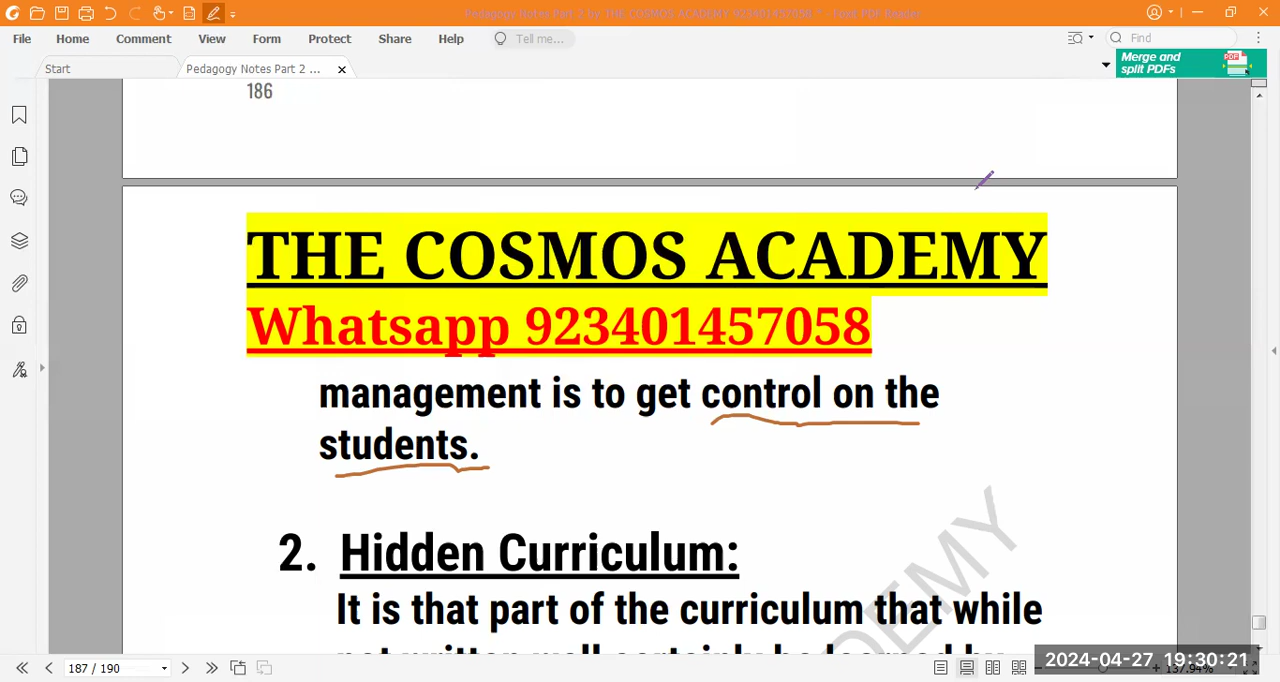 File Home Comment View Form Protect Share Help Tell me... Find
Start Pedagogy Notes Part 2 ... Merge and split PDFs
186
THE COSMOS ACADEMY
Whatsapp 923401457058
management is to get control on the
students.
2. Hidden Curriculum:
It is that part of the curriculum that while
187 / 190
2024-04-27 19:30:21
137.94%